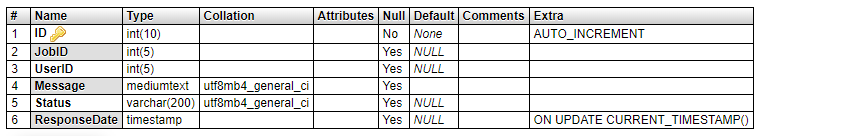 # Name Type Collation Attributes Null Default Comments Extra
1 ID int(10) No None AUTO_INCREMENT
2 JobID int(5) Yes NULL
3 UserID int(5) Yes NULL
4 Message mediumtext utf8mb4_general_ci Yes
5 Status varchar(200) utf8mb4_general_ci Yes NULL
6 ResponseDate timestamp Yes NULL ON UPDATE CURRENT_TIMESTAMP()